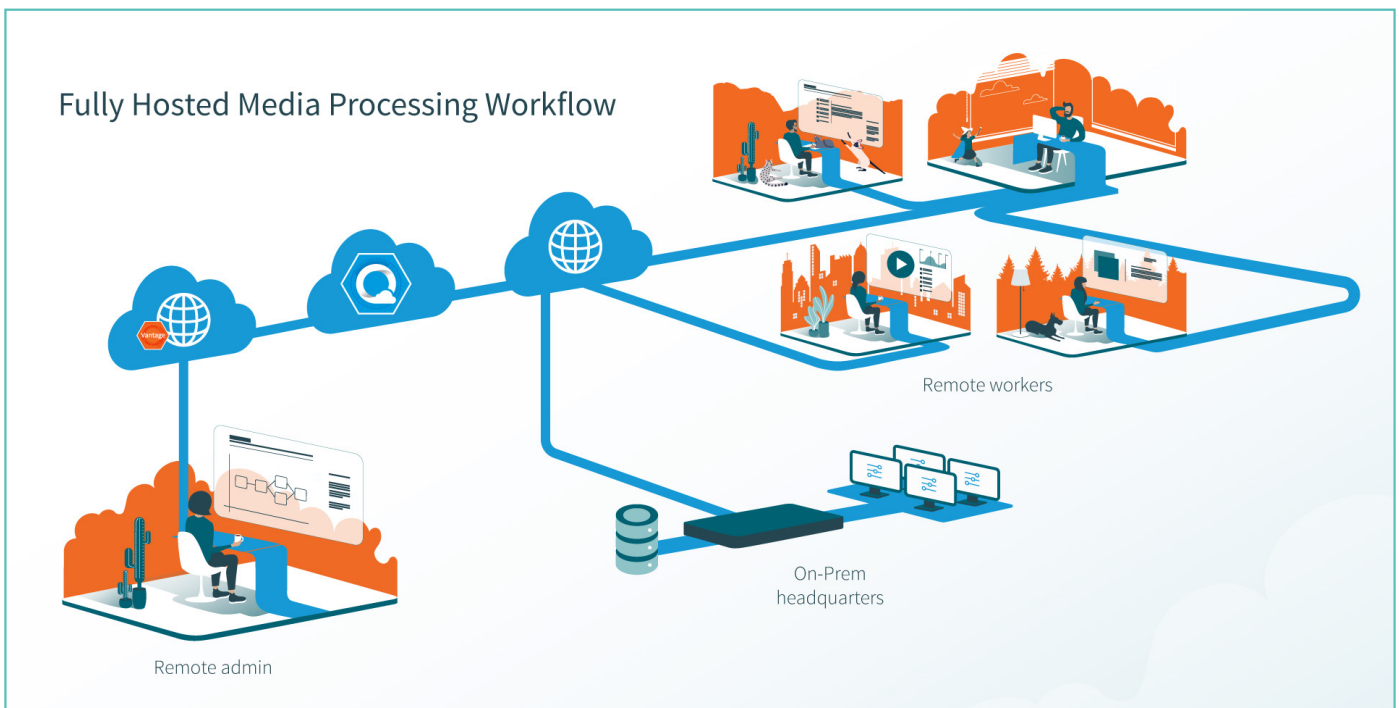 Fully Hosted Media Processing Workflow
vantage
Remote workers
On-Prem
headquarters
Remote admin